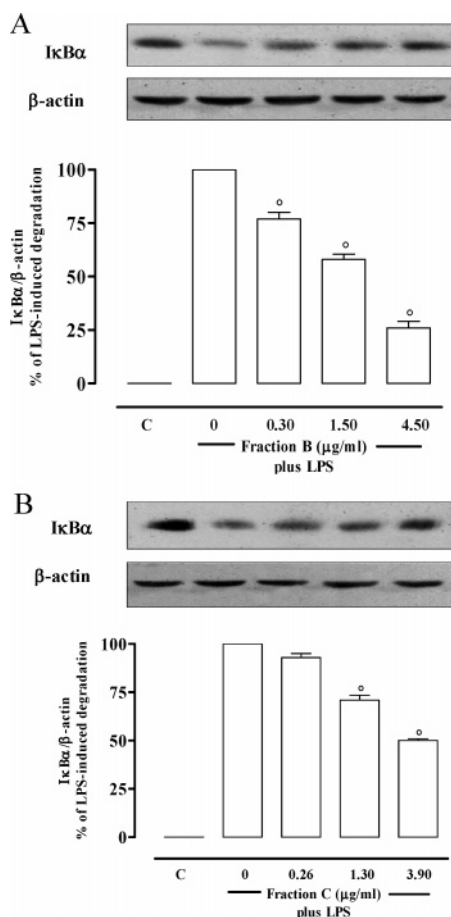 A
IκBα
β-actin
IκBα/β-actin
% of LPS-induced degradation
100
75
50
25
0
C 0 0.30 1.50 4.50
Fraction B (μg/ml)
plus LPS
B
IκBα
β-actin
IκBα/β-actin
% of LPS-induced degradation
100
75
50
25
0
C 0 0.26 1.30 3.90
Fraction C (μg/ml)
plus LPS